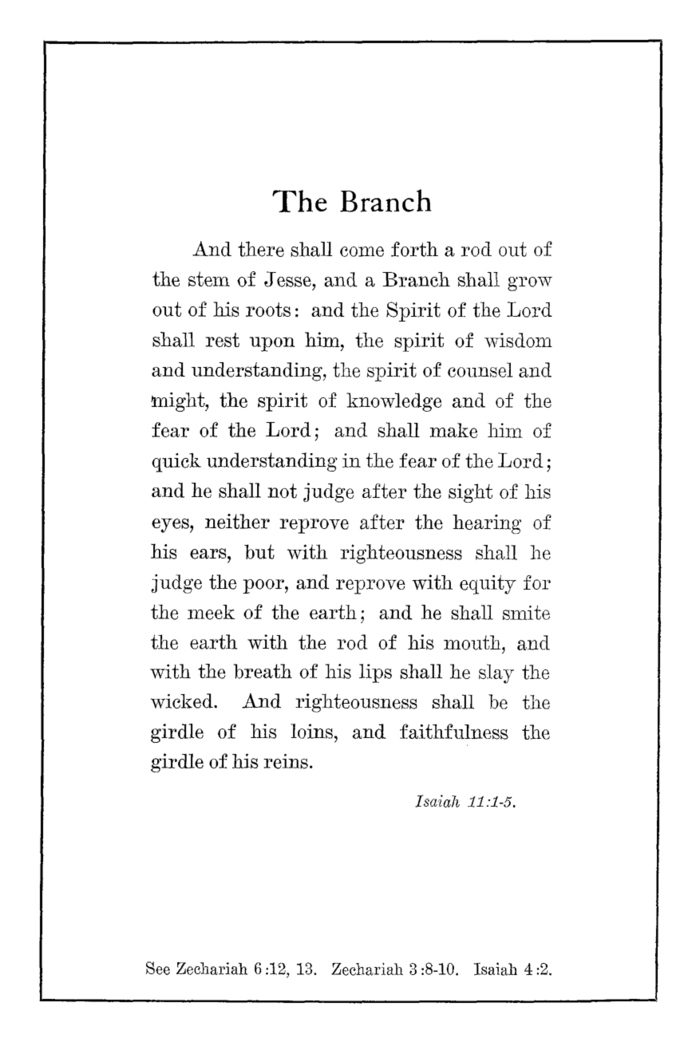 The Branch
And there shall come forth a rod out of
the stem of Jesse, and a Branch shall grow
out of his roots: and the Spirit of the Lord
shall rest upon him, the spirit of wisdom
and understanding, the spirit of counsel and
might, the spirit of knowledge and of the
fear of the Lord; and shall make him of
quick understanding in the fear of the Lord;
and he shall not judge after the sight of his
eyes, neither reprove after the hearing of
his ears, but with righteousness shall he
judge the poor, and reprove with equity for
the meek of the earth; and he shall smite
the earth with the rod of his mouth, and
with the breath of his lips shall he slay the
wicked. And righteousness shall be the
girdle of his loins, and faithfulness the
girdle of his reins.
Isaiah 11:1-5.
See Zechariah 6:12, 13. Zechariah 3:8-10. Isaiah 4:2.